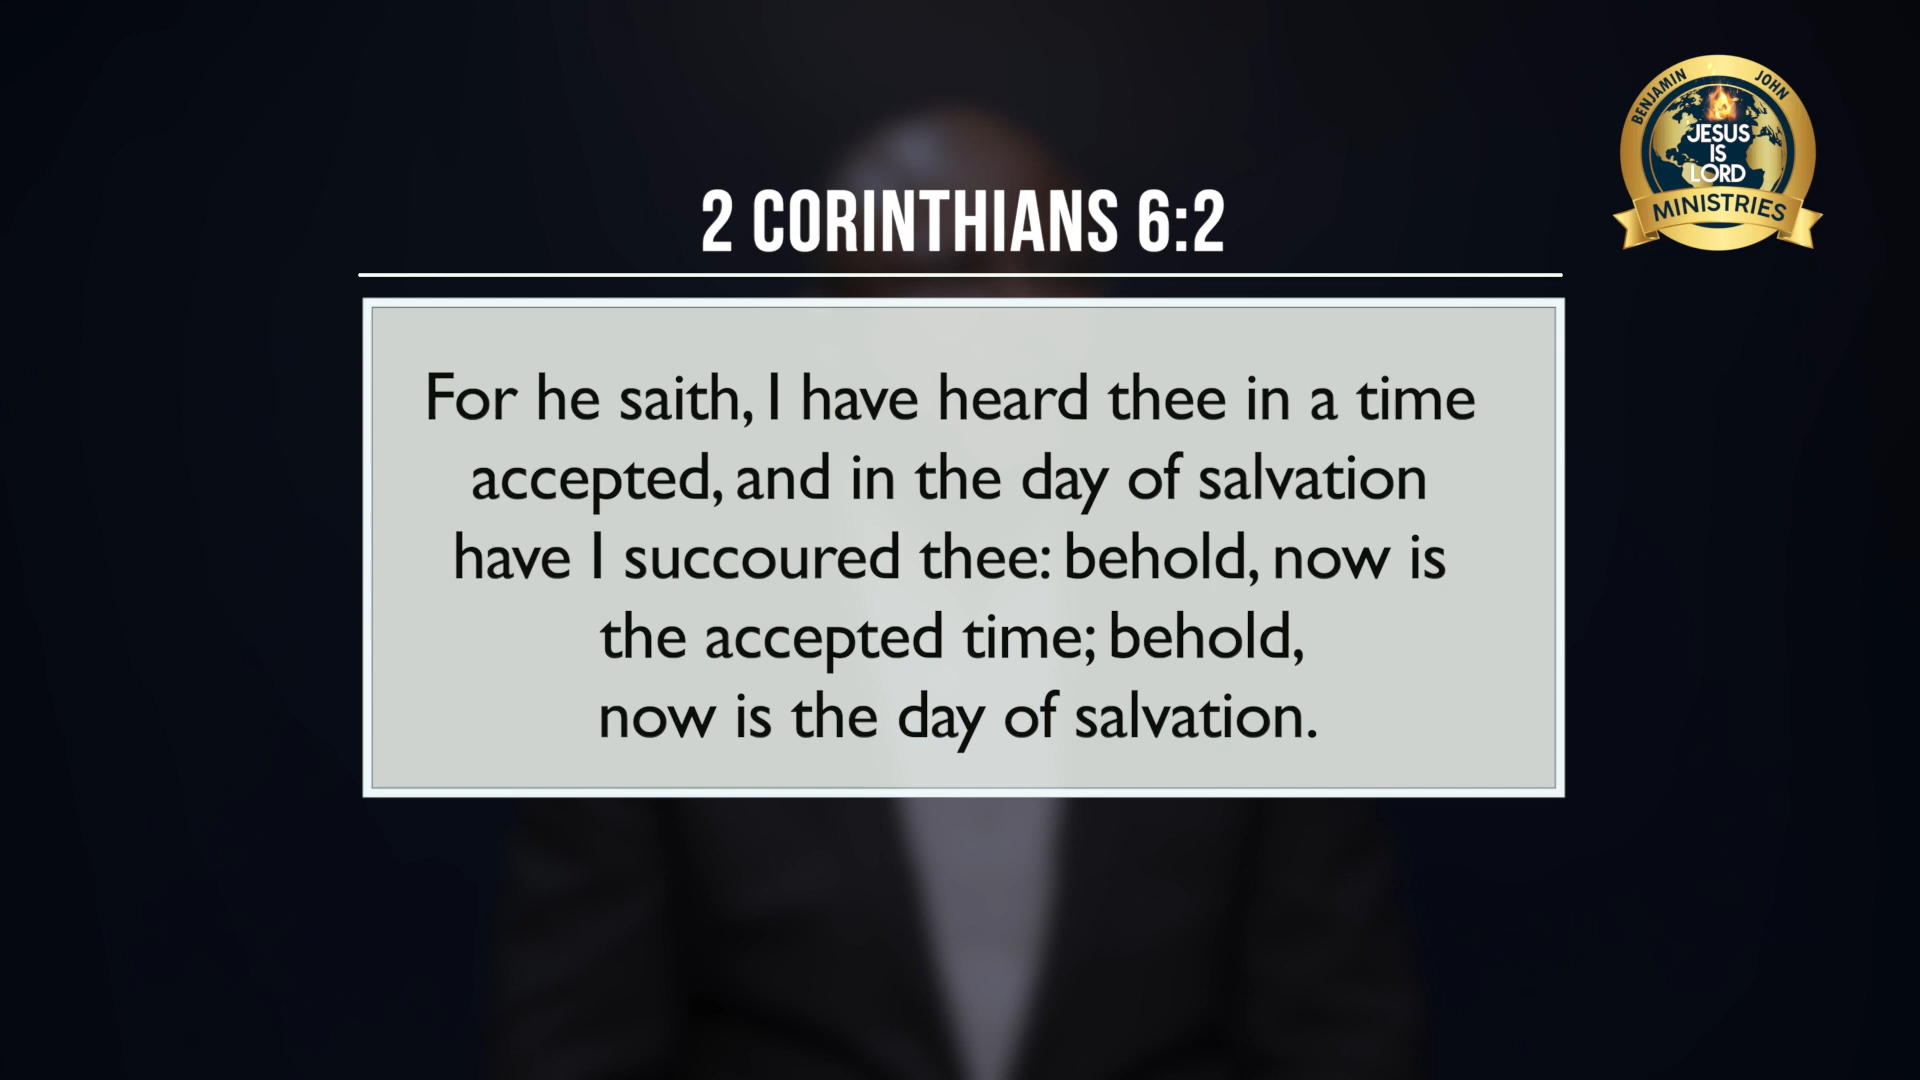 BENJAMIN JOHN
JESUS
IS
LORD
MINISTRIES
2 CORINTHIANS 6:2
For he saith, I have heard thee in a time
accepted, and in the day of salvation
have I succoured thee: behold, now is
the accepted time; behold,
now is the day of salvation.